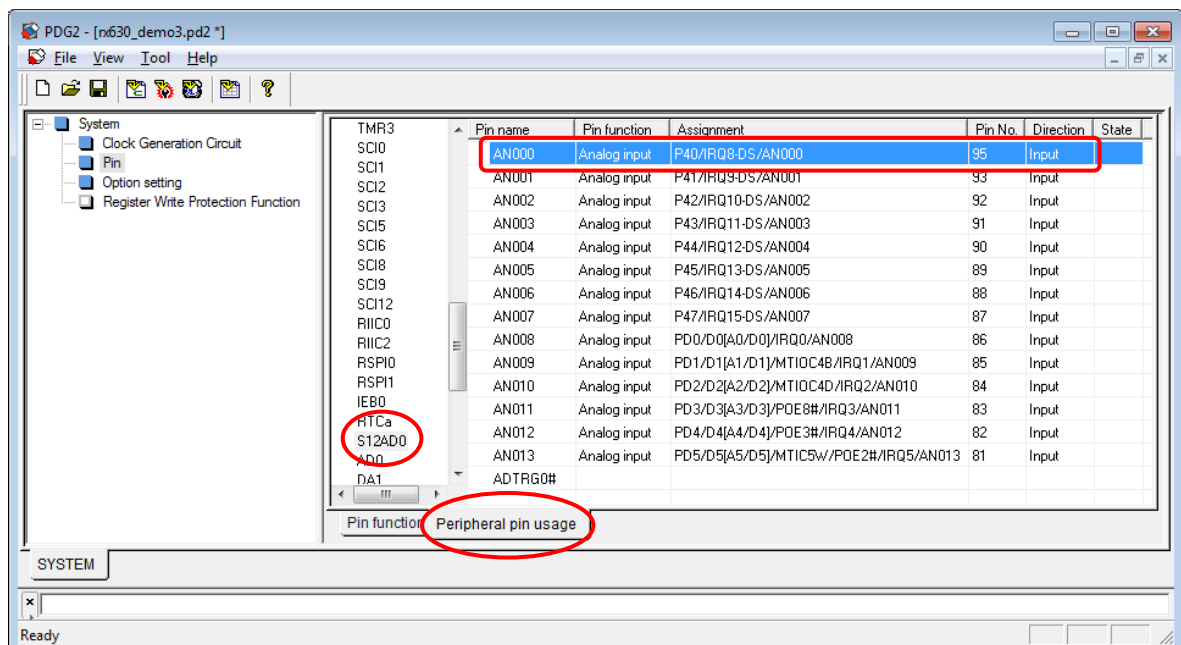 PDG2 - [rx630_demo3.pd2 *]
File View Tool Help
System
Clock Generation Circuit
Pin
Option setting
Register Write Protection Function
TMR3
SCI0
SCI1
SCI2
SCI3
SCI5
SCI6
SCI8
SCI9
SCI12
RIIC0
RIIC2
RSPI0
RSPI1
IEB0
RTCa
S12AD0
AD0
DA1
Pin name Pin function Assignment Pin No. Direction State
AN000 Analog input P40/IRQ8-DS/AN000 95 Input
AN001 Analog input P41/IRQ9-DS/AN001 93 Input
AN002 Analog input P42/IRQ10-DS/AN002 92 Input
AN003 Analog input P43/IRQ11-DS/AN003 91 Input
AN004 Analog input P44/IRQ12-DS/AN004 90 Input
AN005 Analog input P45/IRQ13-DS/AN005 89 Input
AN006 Analog input P46/IRQ14-DS/AN006 88 Input
AN007 Analog input P47/IRQ15-DS/AN007 87 Input
AN008 Analog input PD0/D0[A0/D0]/IRQ0/AN008 86 Input
AN009 Analog input PD1/D1[A1/D1]/MTIOC4B/IRQ1/AN009 85 Input
AN010 Analog input PD2/D2[A2/D2]/MTIOC4D/IRQ2/AN010 84 Input
AN011 Analog input PD3/D3[A3/D3]/POE8#/IRQ3/AN011 83 Input
AN012 Analog input PD4/D4[A4/D4]/POE3#/IRQ4/AN012 82 Input
AN013 Analog input PD5/D5[A5/D5]/MTIC5W/POE2#/IRQ5/AN013 81 Input
ADTRG0#
Pin function Peripheral pin usage
SYSTEM
Ready